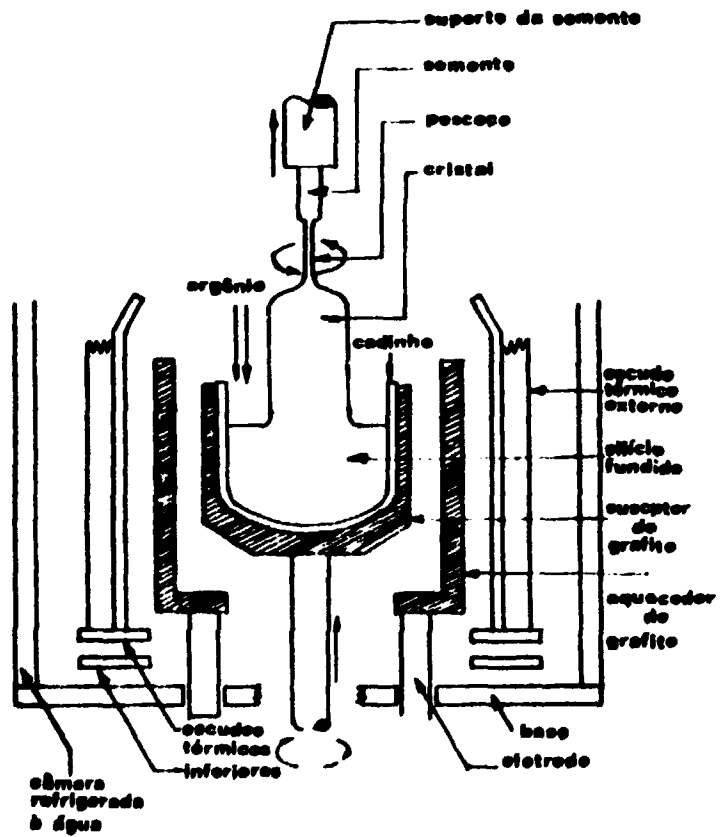 suporte da semente
semente
pescoço
cristal
argênio
cadinho
escudo
térmico
externo
silício
fundido
susceptor
de
grafite
aquecedor
de
grafite
base
eletrodo
escudos
térmicos
inferiores
câmara
refrigerada
à água